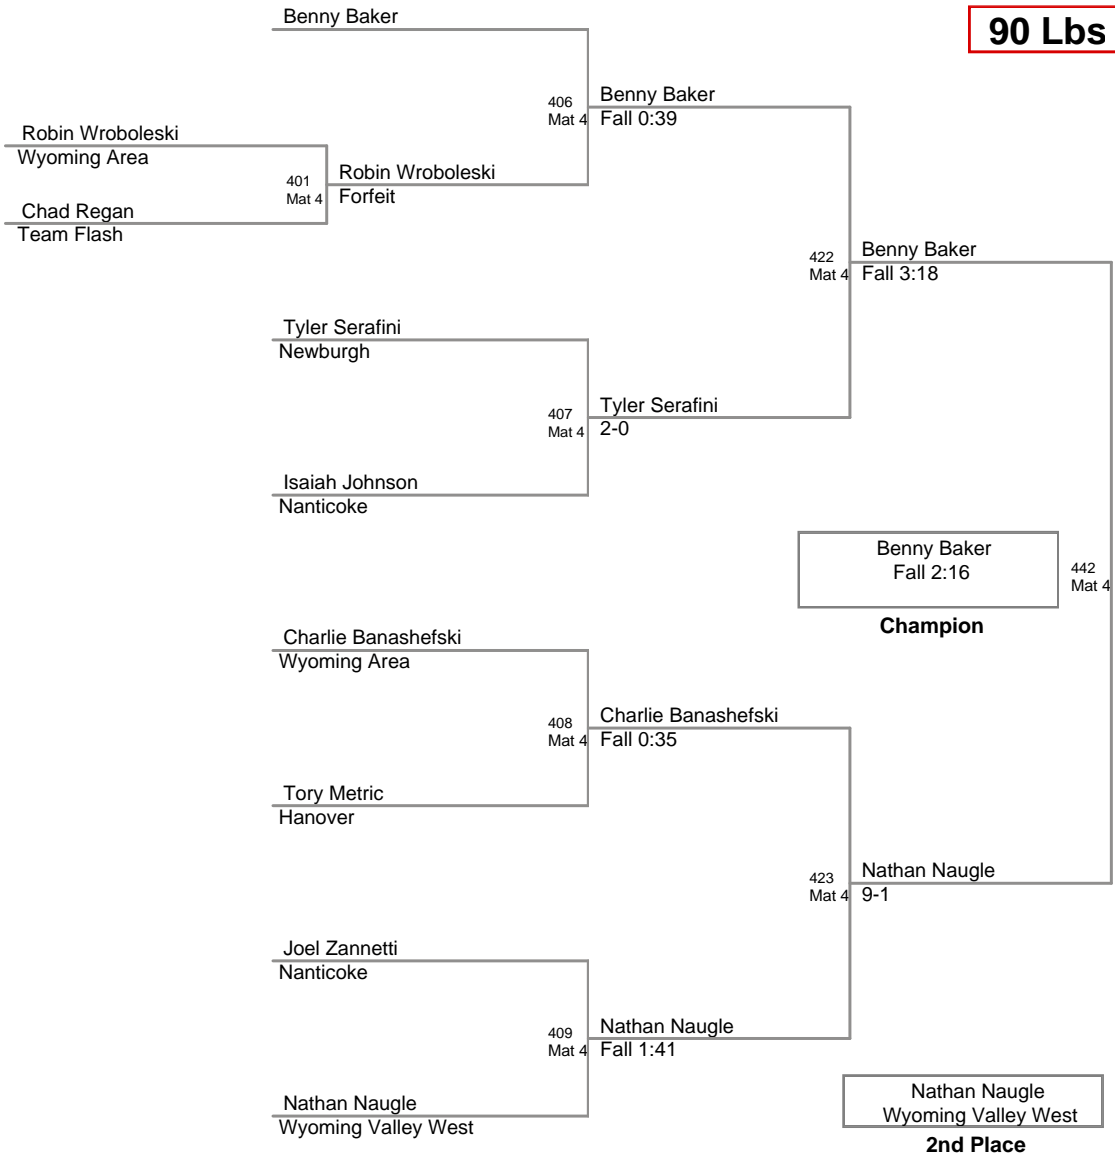 Benny Baker
90 Lbs
406
Mat 4
Benny Baker
Fall 0:39
Robin Wroboleski
Wyoming Area
401
Mat 4
Robin Wroboleski
Forfeit
Chad Regan
Team Flash
422
Mat 4
Benny Baker
Fall 3:18
Tyler Serafini
Newburgh
407
Mat 4
Tyler Serafini
2-0
Isaiah Johnson
Nanticoke
Benny Baker
Fall 2:16
442
Mat 4
Champion
Charlie Banashefski
Wyoming Area
408
Mat 4
Charlie Banashefski
Fall 0:35
Tory Metric
Hanover
423
Mat 4
Nathan Naugle
9-1
Joel Zannetti
Nanticoke
409
Mat 4
Nathan Naugle
Fall 1:41
Nathan Naugle
Wyoming Valley West
Nathan Naugle
Wyoming Valley West
2nd Place